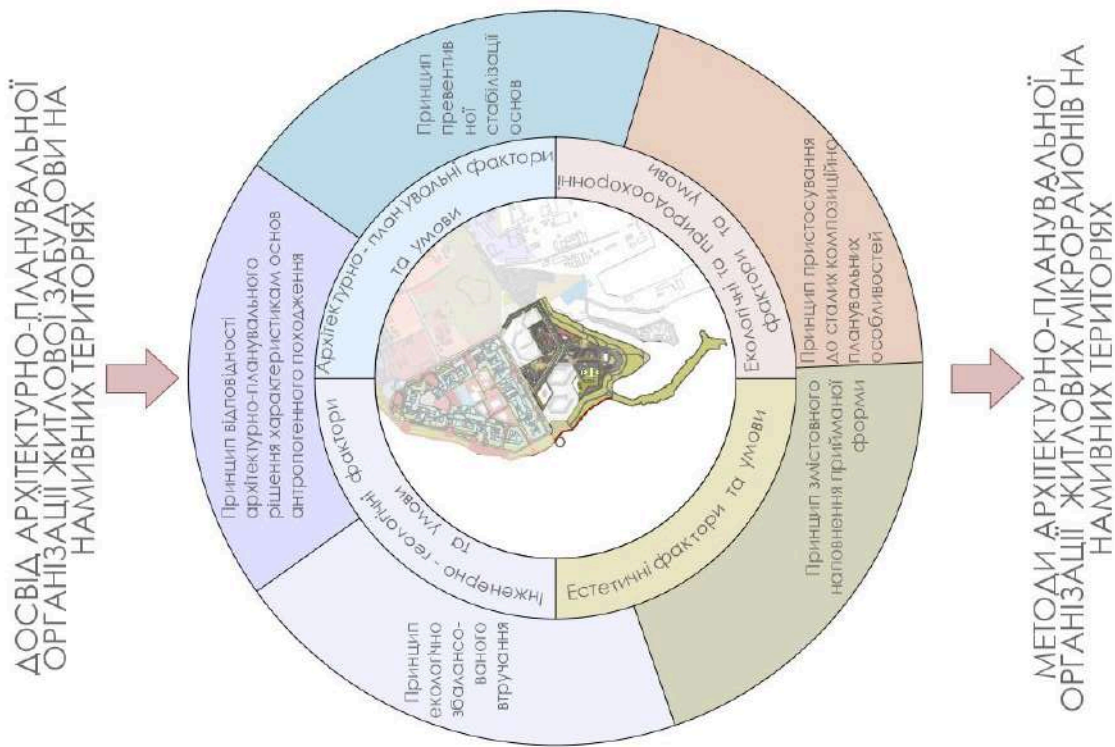 ДОСВІД АРХІТЕКТУРНО-ПЛАНУВАЛЬНОЇ
ОРГАНІЗАЦІЇ ЖИТЛОВОЇ ЗАБУДОВИ НА
НАМИВНИХ ТЕРИТОРІЯХ
Принцип відповідності
архітектурно-планувального
рішення характеристикам основ
антропогенного походження
Принцип
превентив
ної
стабілізації
основ
Принцип
екологічно
збалансо-
ваного
втручання
Інженерно - геологічні фактори
та умови
Архітектурно - план увальні фактори
та умови
Естетичні фактори та умови
Екологічні та природоохоронні
фактори та
умови
Принцип змістовного
наповнення прийманої
форми
Принцип пристосування
до сталих композиційно
планувальних
особливостей
МЕТОДИ АРХІТЕКТУРНО-ПЛАНУВАЛЬНОЇ
ОРГАНІЗАЦІЇ ЖИТЛОВИХ МІКРОРАЙОНІВ НА
НАМИВНИХ ТЕРИТОРІЯХ